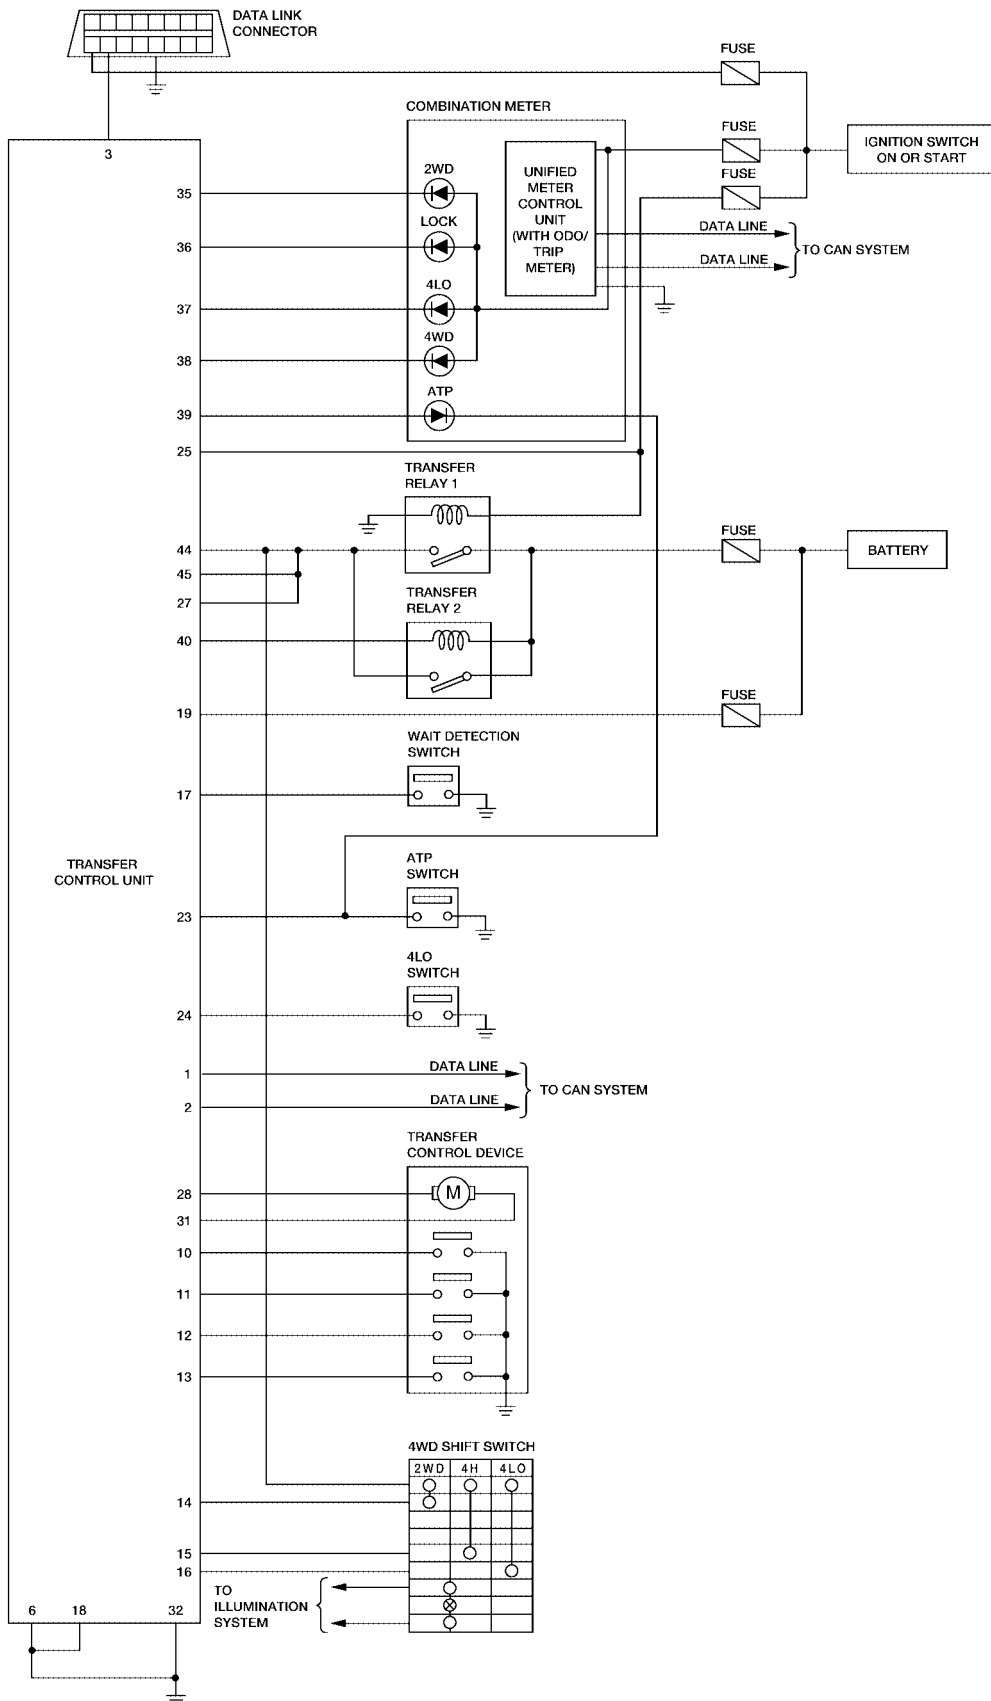 DATA LINK
CONNECTOR
FUSE
COMBINATION METER
FUSE
IGNITION SWITCH
ON OR START
3
UNIFIED
METER
CONTROL
UNIT
(WITH ODO/
TRIP
METER)
FUSE
2WD
35
LOCK
DATA LINE
36
TO CAN SYSTEM
DATA LINE
4LO
37
4WD
38
ATP
39
25
TRANSFER
RELAY 1
FUSE
44
BATTERY
45
TRANSFER
RELAY 2
27
40
FUSE
19
WAIT DETECTION
SWITCH
17
TRANSFER
CONTROL UNIT
ATP
SWITCH
23
4LO
SWITCH
24
DATA LINE
1
TO CAN SYSTEM
DATA LINE
2
TRANSFER
CONTROL DEVICE
28
M
31
10
11
12
13
4WD SHIFT SWITCH
2WD 4H 4LO
14
15
16
TO
ILLUMINATION
SYSTEM
6 18 32